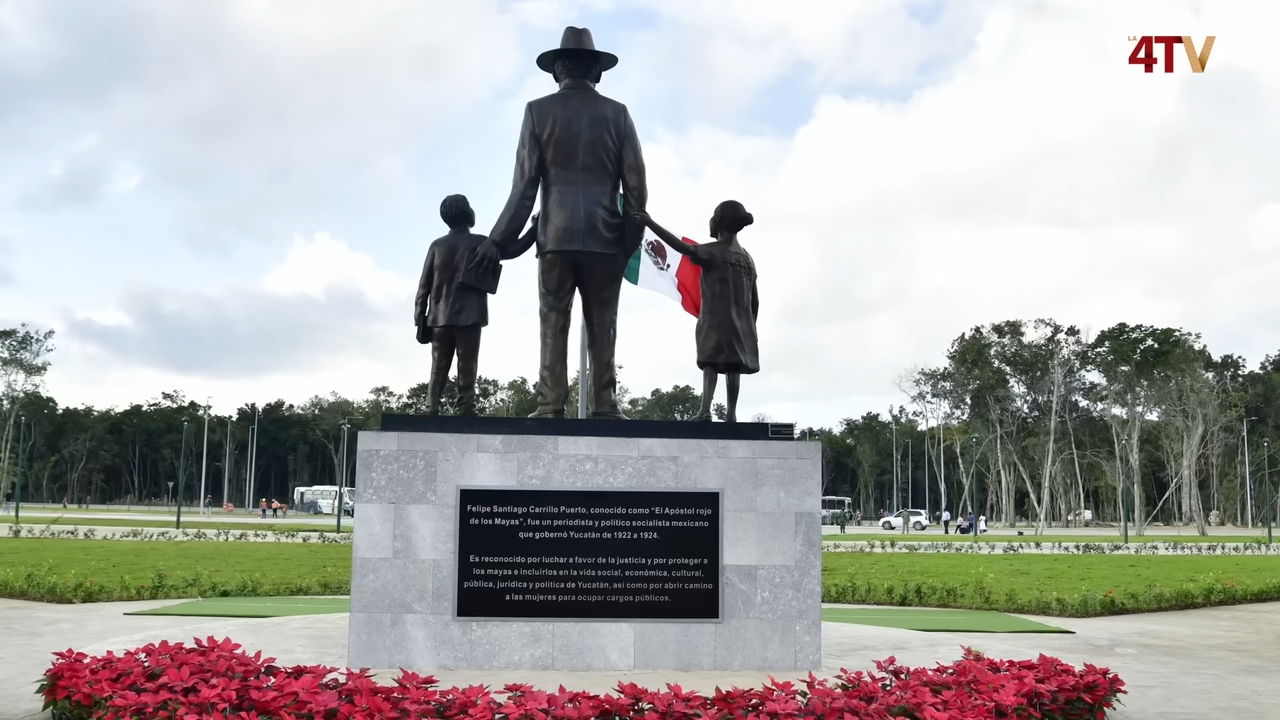 LA
4TV
Felipe Santiago Carrillo Puerto, conocido como "El Apóstol rojo
de los Mayas", fue un periodista y político socialista mexicano
que gobernó Yucatán de 1922 a 1924.
Es reconocido por luchar a favor de la justicia y por proteger a
los mayas e incluirlos en la vida social, económica, cultural,
pública, jurídica y política de Yucatán, así como por abrir camino
a las mujeres para ocupar cargos públicos.